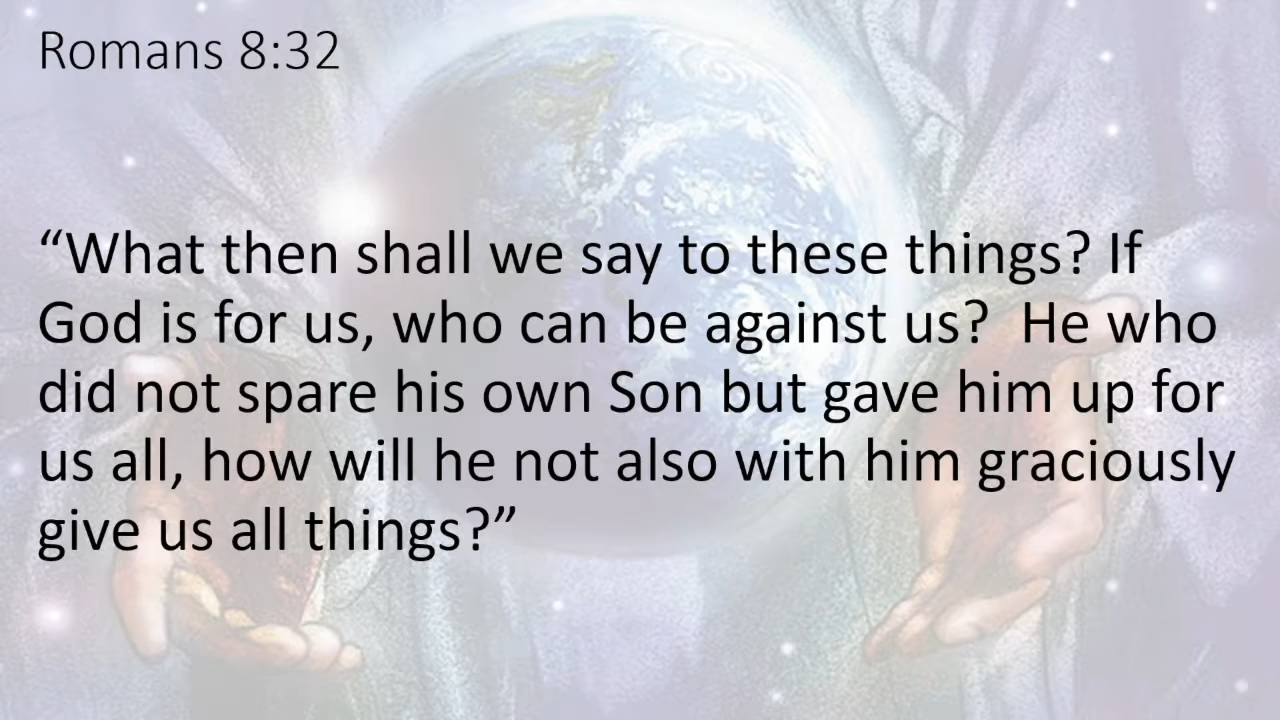 Romans 8:32
“What then shall we say to these things? If
God is for us, who can be against us?  He who
did not spare his own Son but gave him up for
us all, how will he not also with him graciously
give us all things?”